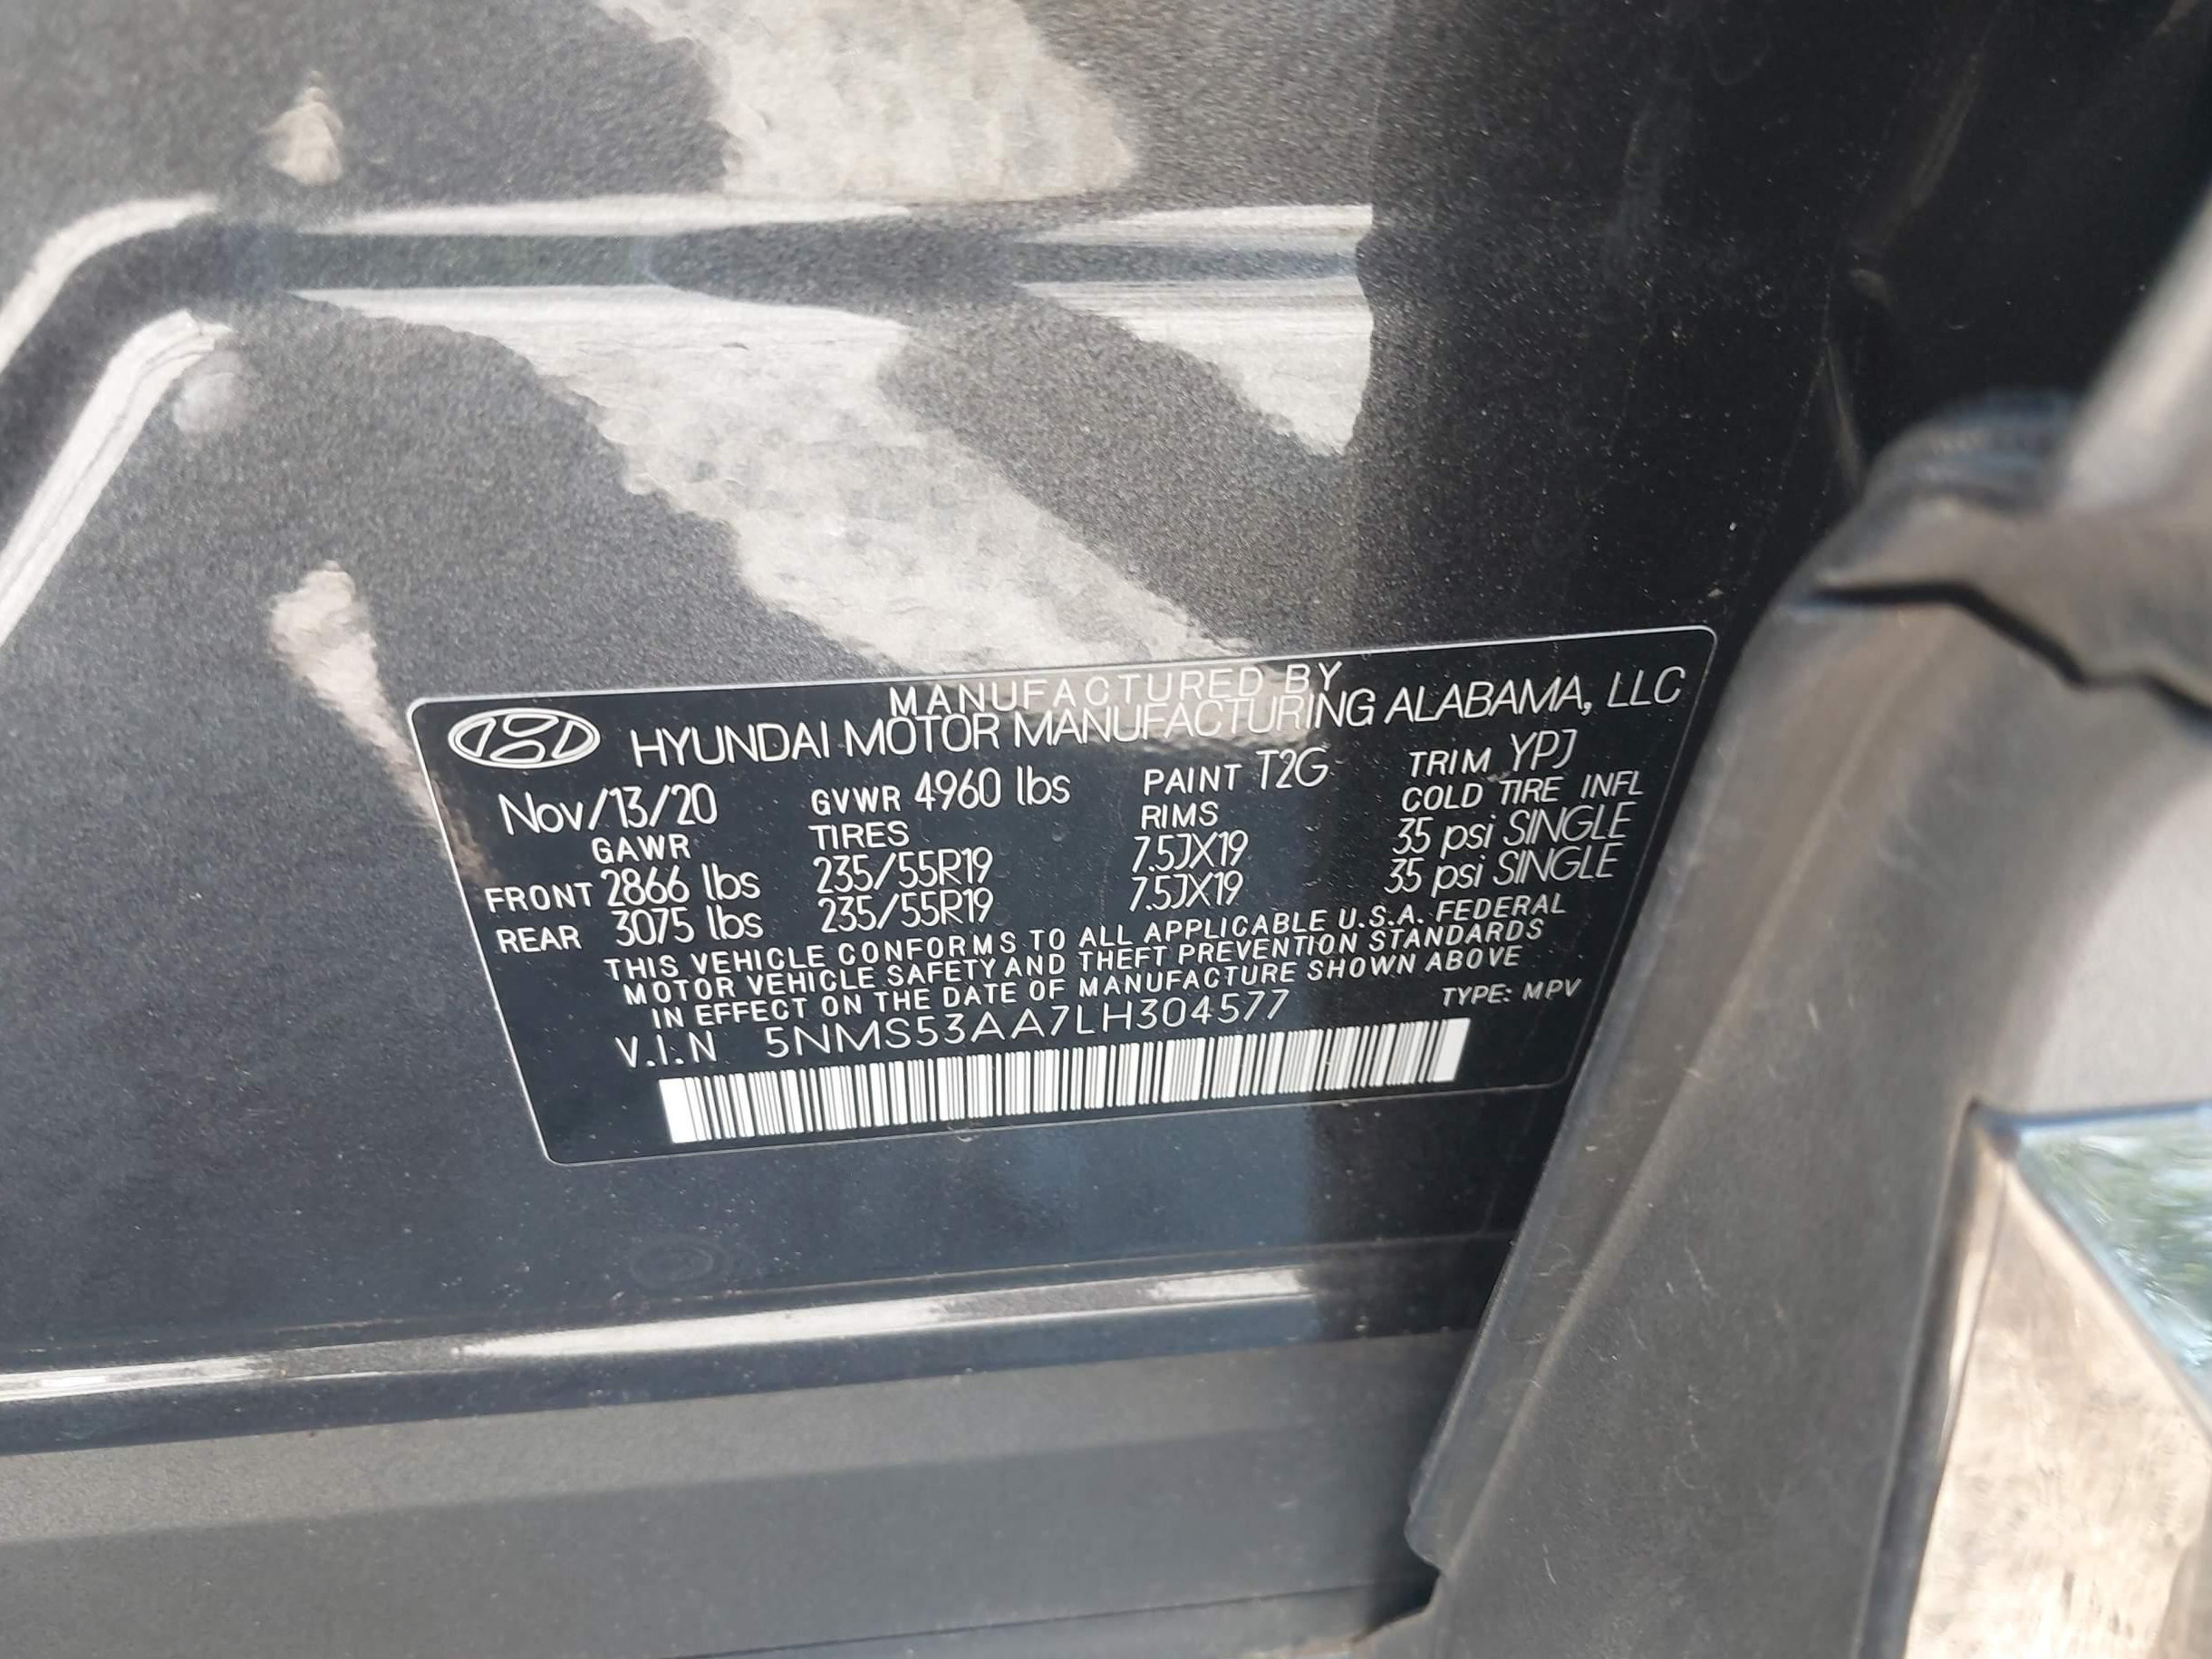 MANUFACTURED BY
HYUNDAI MOTOR MANUFACTURING ALABAMA, LLC
Nov/13/20 GVWR 4960 lbs PAINT T2G TRIM YPJ
GAWR TIRES RIMS COLD TIRE INFL
FRONT 2866 lbs 235/55R19 7.5JX19 35 psi SINGLE
REAR 3075 lbs 235/55R19 7.5JX19 35 psi SINGLE
THIS VEHICLE CONFORMS TO ALL APPLICABLE U.S.A. FEDERAL
MOTOR VEHICLE SAFETY AND THEFT PREVENTION STANDARDS
IN EFFECT ON THE DATE OF MANUFACTURE SHOWN ABOVE
V.I.N 5NMS53AA7LH304577 TYPE: MPV